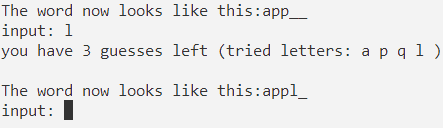 The word now looks like this:app__
input: l
you have 3 guesses left (tried letters: a p q l )
The word now looks like this:appl_
input: